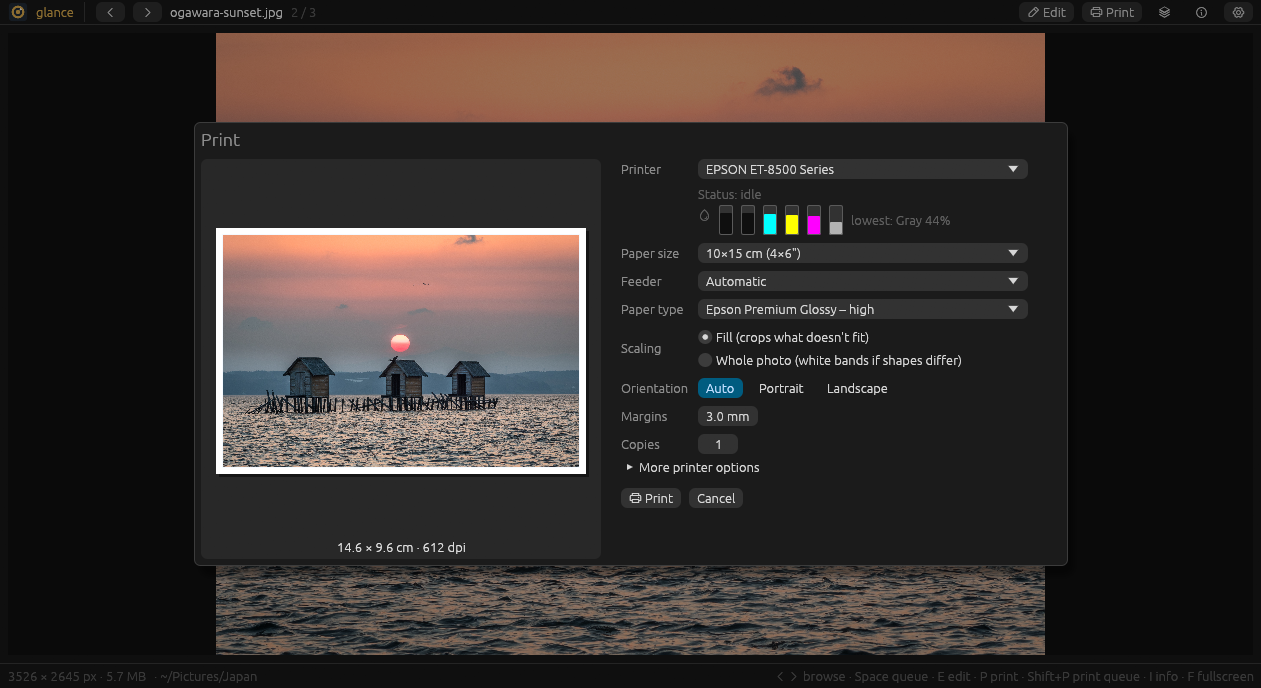 glance
ogawara-sunset.jpg 2 / 3
Edit
Print
Print
Printer
EPSON ET-8500 Series
Status: idle
lowest: Gray 44%
Paper size
10×15 cm (4×6")
Feeder
Automatic
Paper type
Epson Premium Glossy – high
Scaling
Fill (crops what doesn't fit)
Whole photo (white bands if shapes differ)
Orientation
Auto
Portrait
Landscape
Margins
3.0 mm
Copies
1
More printer options
Print
Cancel
14.6 × 9.6 cm · 612 dpi
3526 × 2645 px · 5.7 MB · ~/Pictures/Japan
browse · Space queue · E edit · P print · Shift+P print queue · I info · F fullscreen